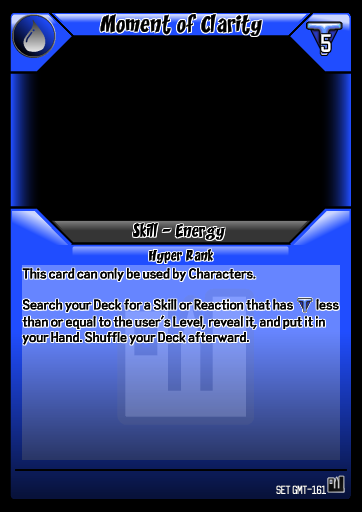 Moment of Clarity
5
Skill - Energy
Hyper Rank
This card can only be used by Characters.
Search your Deck for a Skill or Reaction that has less
than or equal to the user's Level, reveal it, and put it in
your Hand. Shuffle your Deck afterward.
SET GMT-161